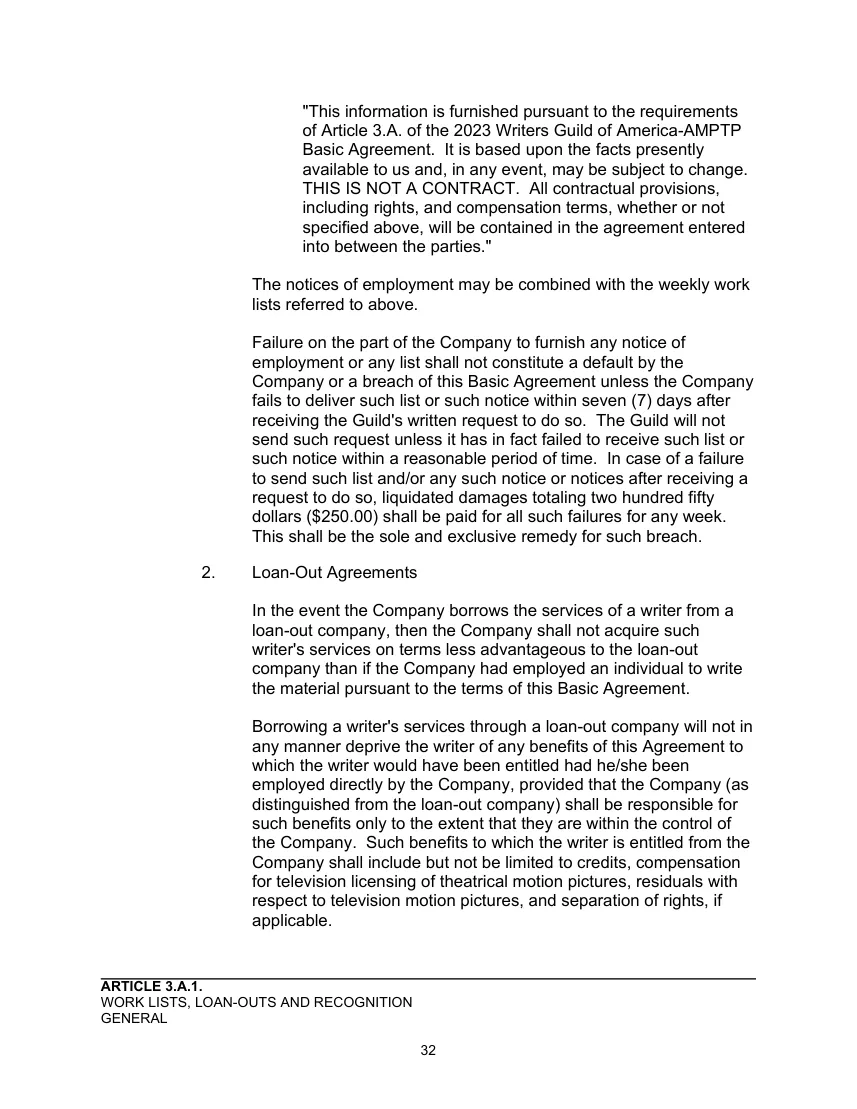 "This information is furnished pursuant to the requirements
of Article 3.A. of the 2023 Writers Guild of America-AMPTP
Basic Agreement.  It is based upon the facts presently
available to us and, in any event, may be subject to change.
THIS IS NOT A CONTRACT.  All contractual provisions,
including rights, and compensation terms, whether or not
specified above, will be contained in the agreement entered
into between the parties."
The notices of employment may be combined with the weekly work
lists referred to above.
Failure on the part of the Company to furnish any notice of
employment or any list shall not constitute a default by the
Company or a breach of this Basic Agreement unless the Company
fails to deliver such list or such notice within seven (7) days after
receiving the Guild's written request to do so.  The Guild will not
send such request unless it has in fact failed to receive such list or
such notice within a reasonable period of time.  In case of a failure
to send such list and/or any such notice or notices after receiving a
request to do so, liquidated damages totaling two hundred fifty
dollars ($250.00) shall be paid for all such failures for any week.
This shall be the sole and exclusive remedy for such breach.
2. Loan-Out Agreements
In the event the Company borrows the services of a writer from a
loan-out company, then the Company shall not acquire such
writer's services on terms less advantageous to the loan-out
company than if the Company had employed an individual to write
the material pursuant to the terms of this Basic Agreement.
Borrowing a writer's services through a loan-out company will not in
any manner deprive the writer of any benefits of this Agreement to
which the writer would have been entitled had he/she been
employed directly by the Company, provided that the Company (as
distinguished from the loan-out company) shall be responsible for
such benefits only to the extent that they are within the control of
the Company.  Such benefits to which the writer is entitled from the
Company shall include but not be limited to credits, compensation
for television licensing of theatrical motion pictures, residuals with
respect to television motion pictures, and separation of rights, if
applicable.
ARTICLE 3.A.1.
WORK LISTS, LOAN-OUTS AND RECOGNITION
GENERAL
32